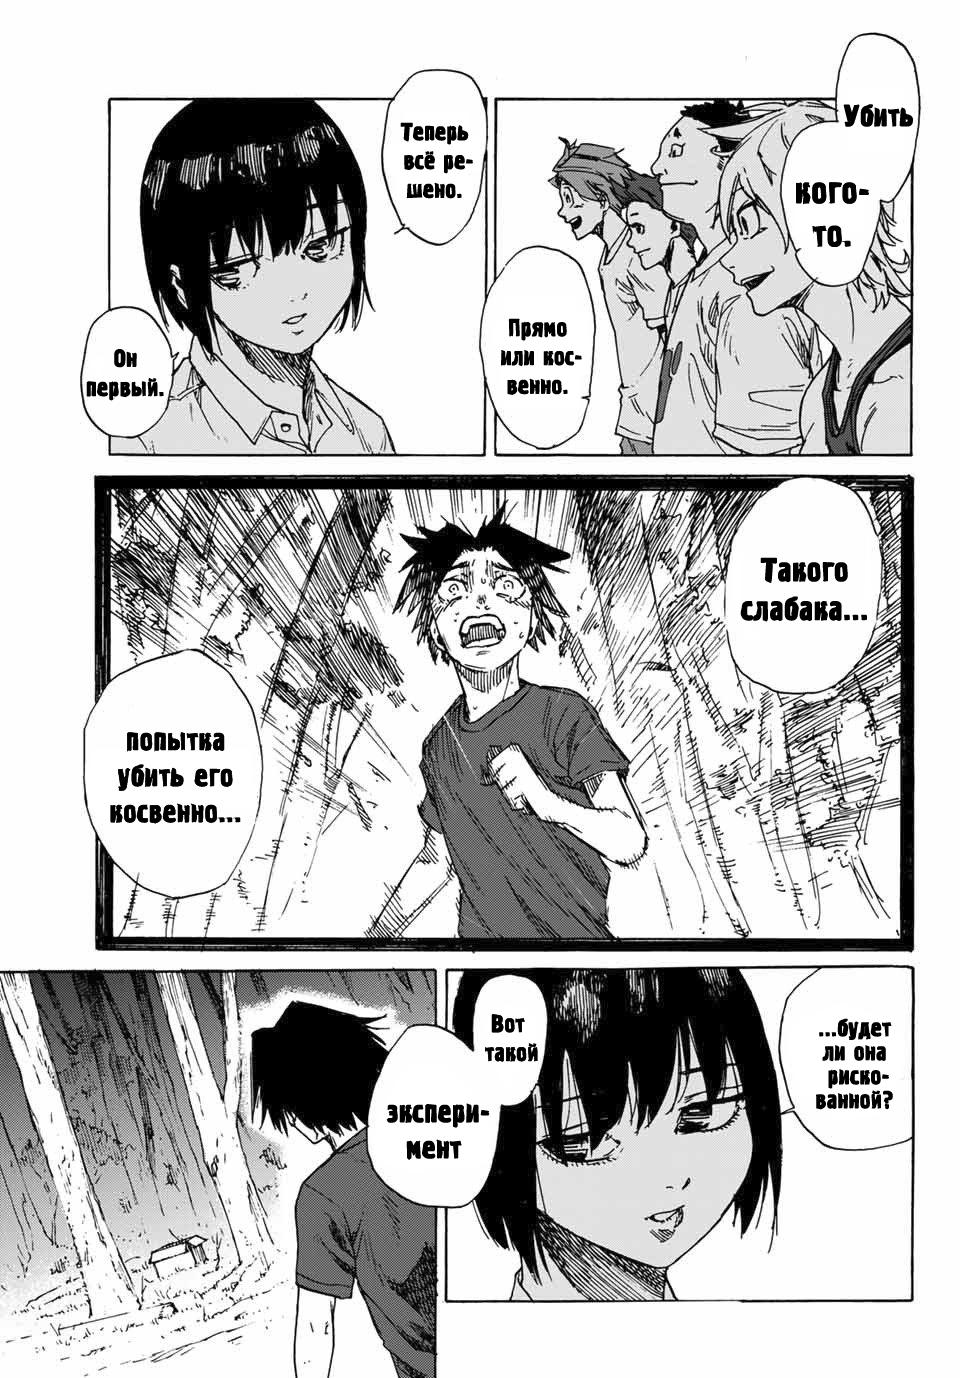 Убить
кого-
то.
Прямо
или кос-
венно.
Теперь
всё ре-
шено.
Он
первый.
Такого
слабака...
попытка
убить его
косвенно...
...будет
ли она
риско-
ванной?
Вот
такой
экспери-
мент